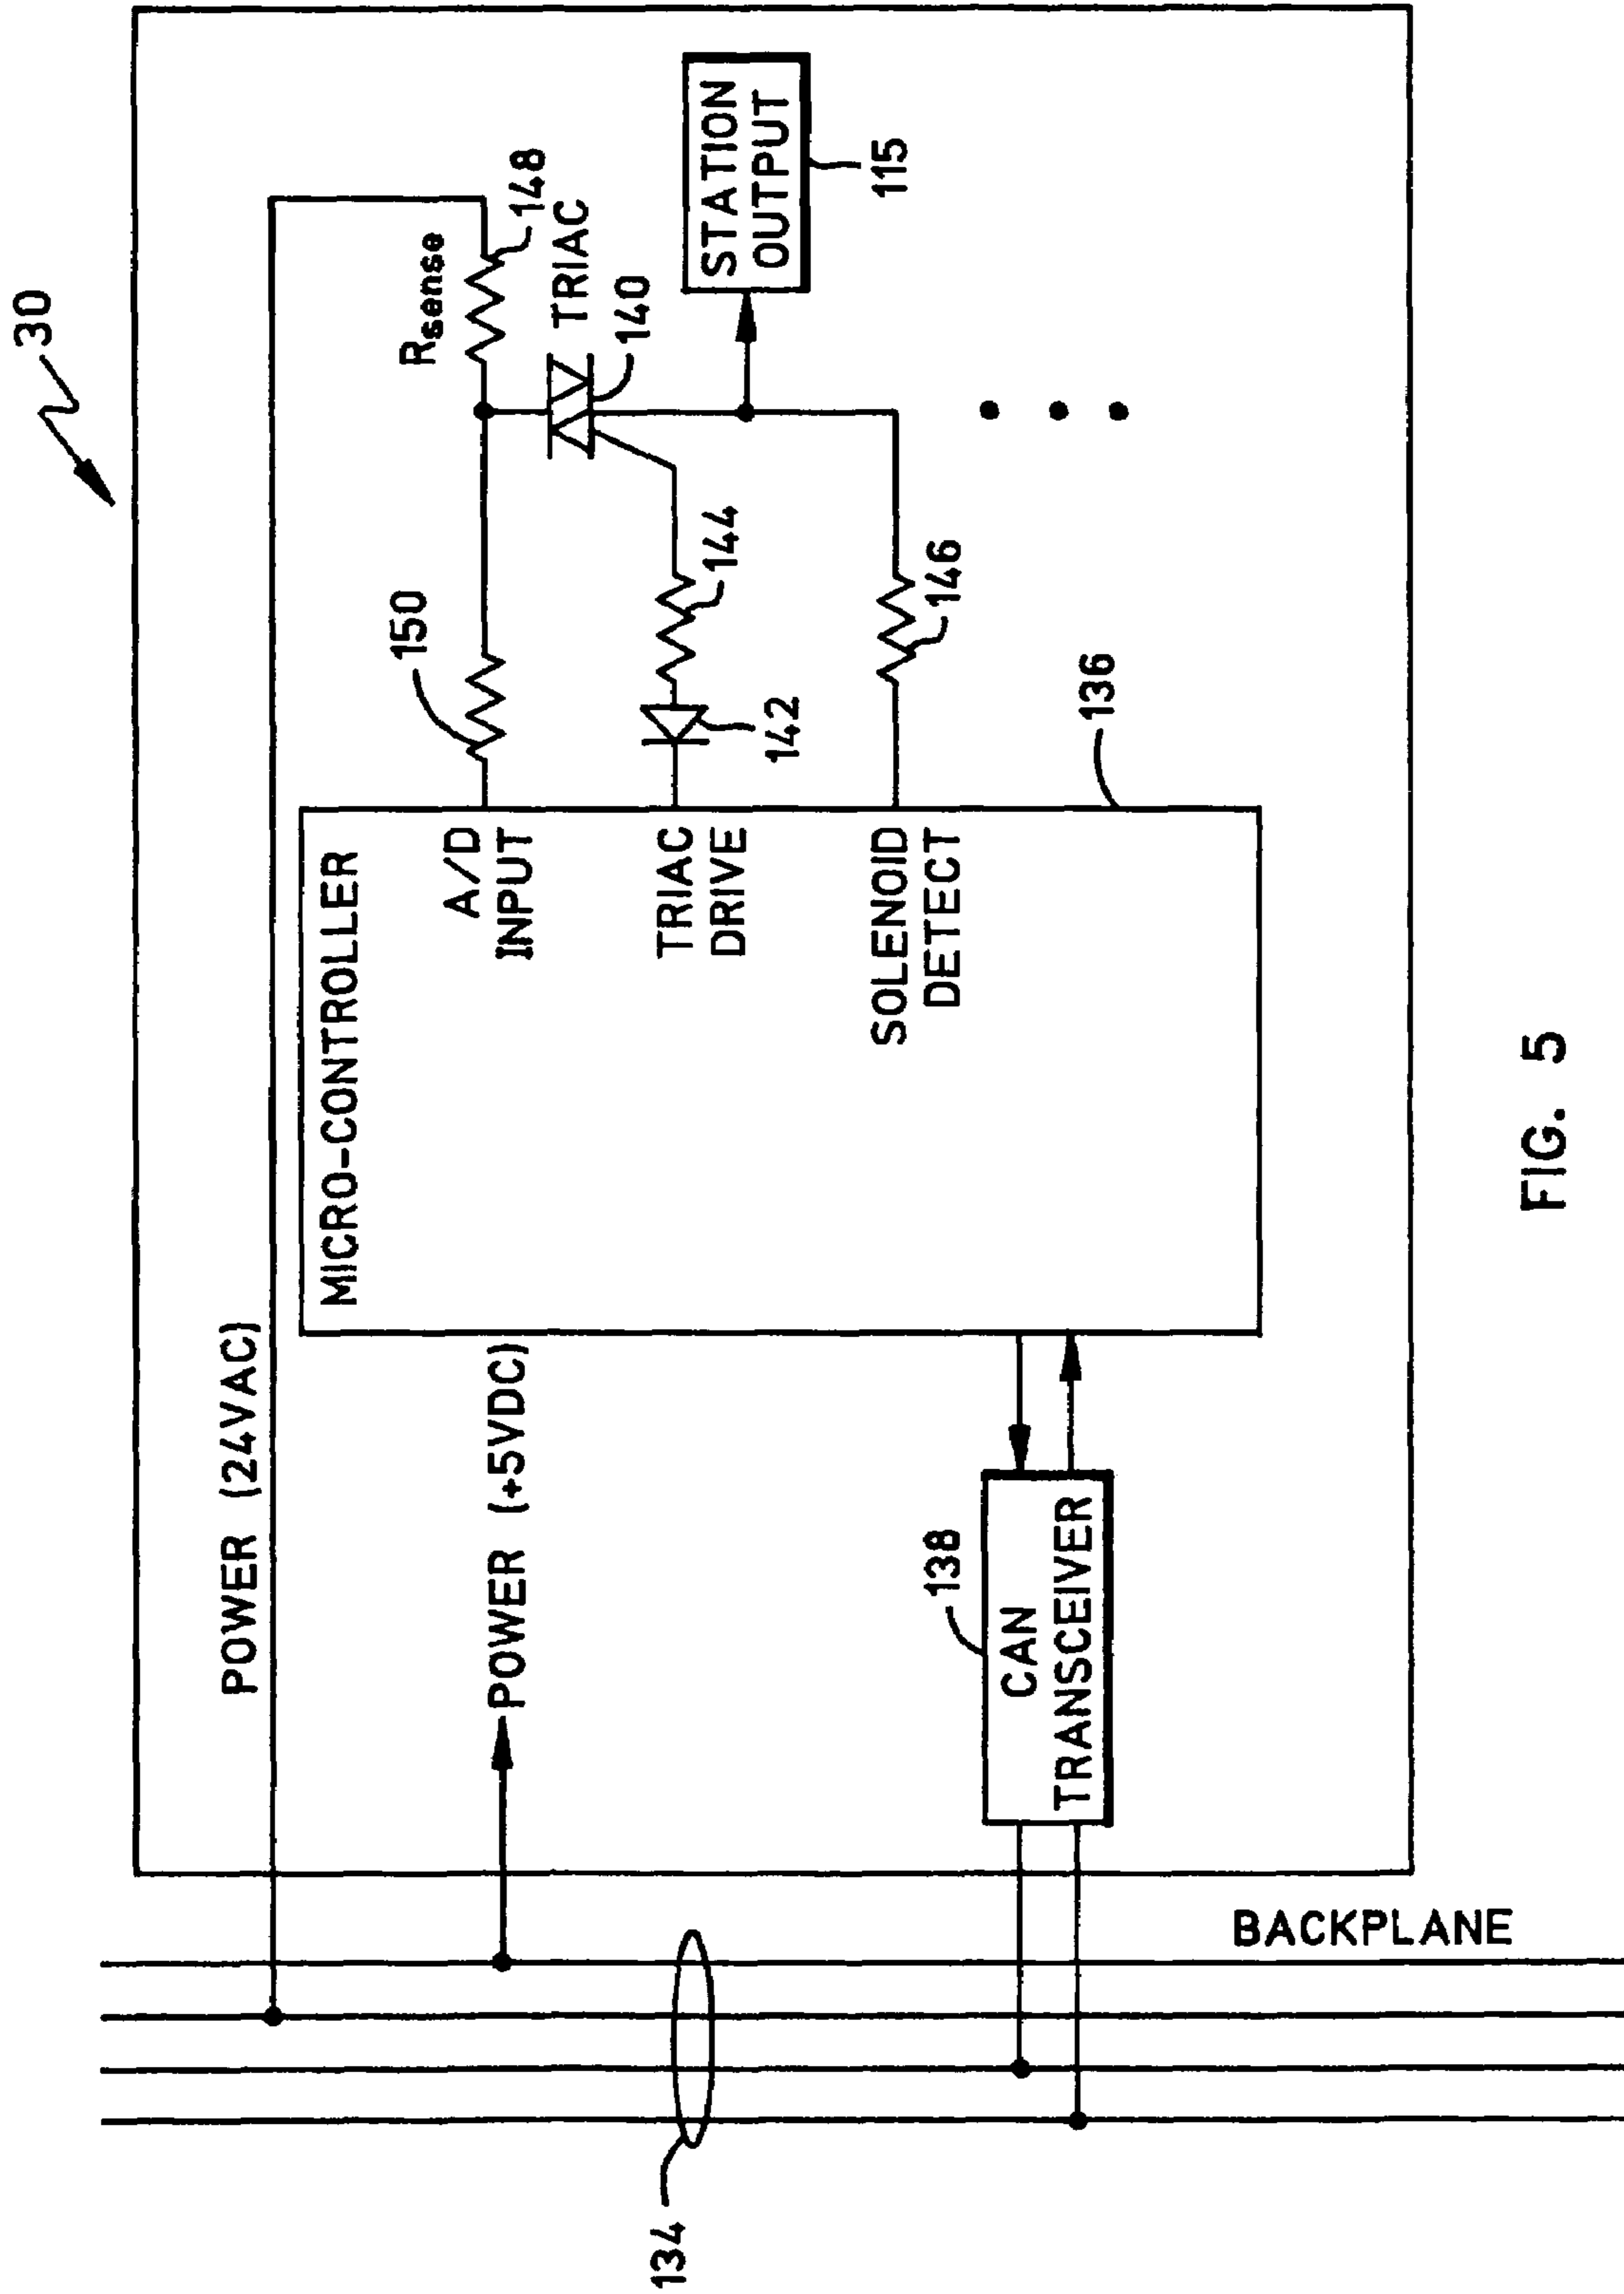 30
POWER (24VAC)
Rsense
148
TRIAC
140
150
MICRO-CONTROLLER
A/D
INPUT
POWER (+5VDC)
144
142
TRIAC
DRIVE
STATION
OUTPUT
115
146
SOLENOID
DETECT
136
138
CAN
TRANSCEIVER
134
BACKPLANE
FIG. 5